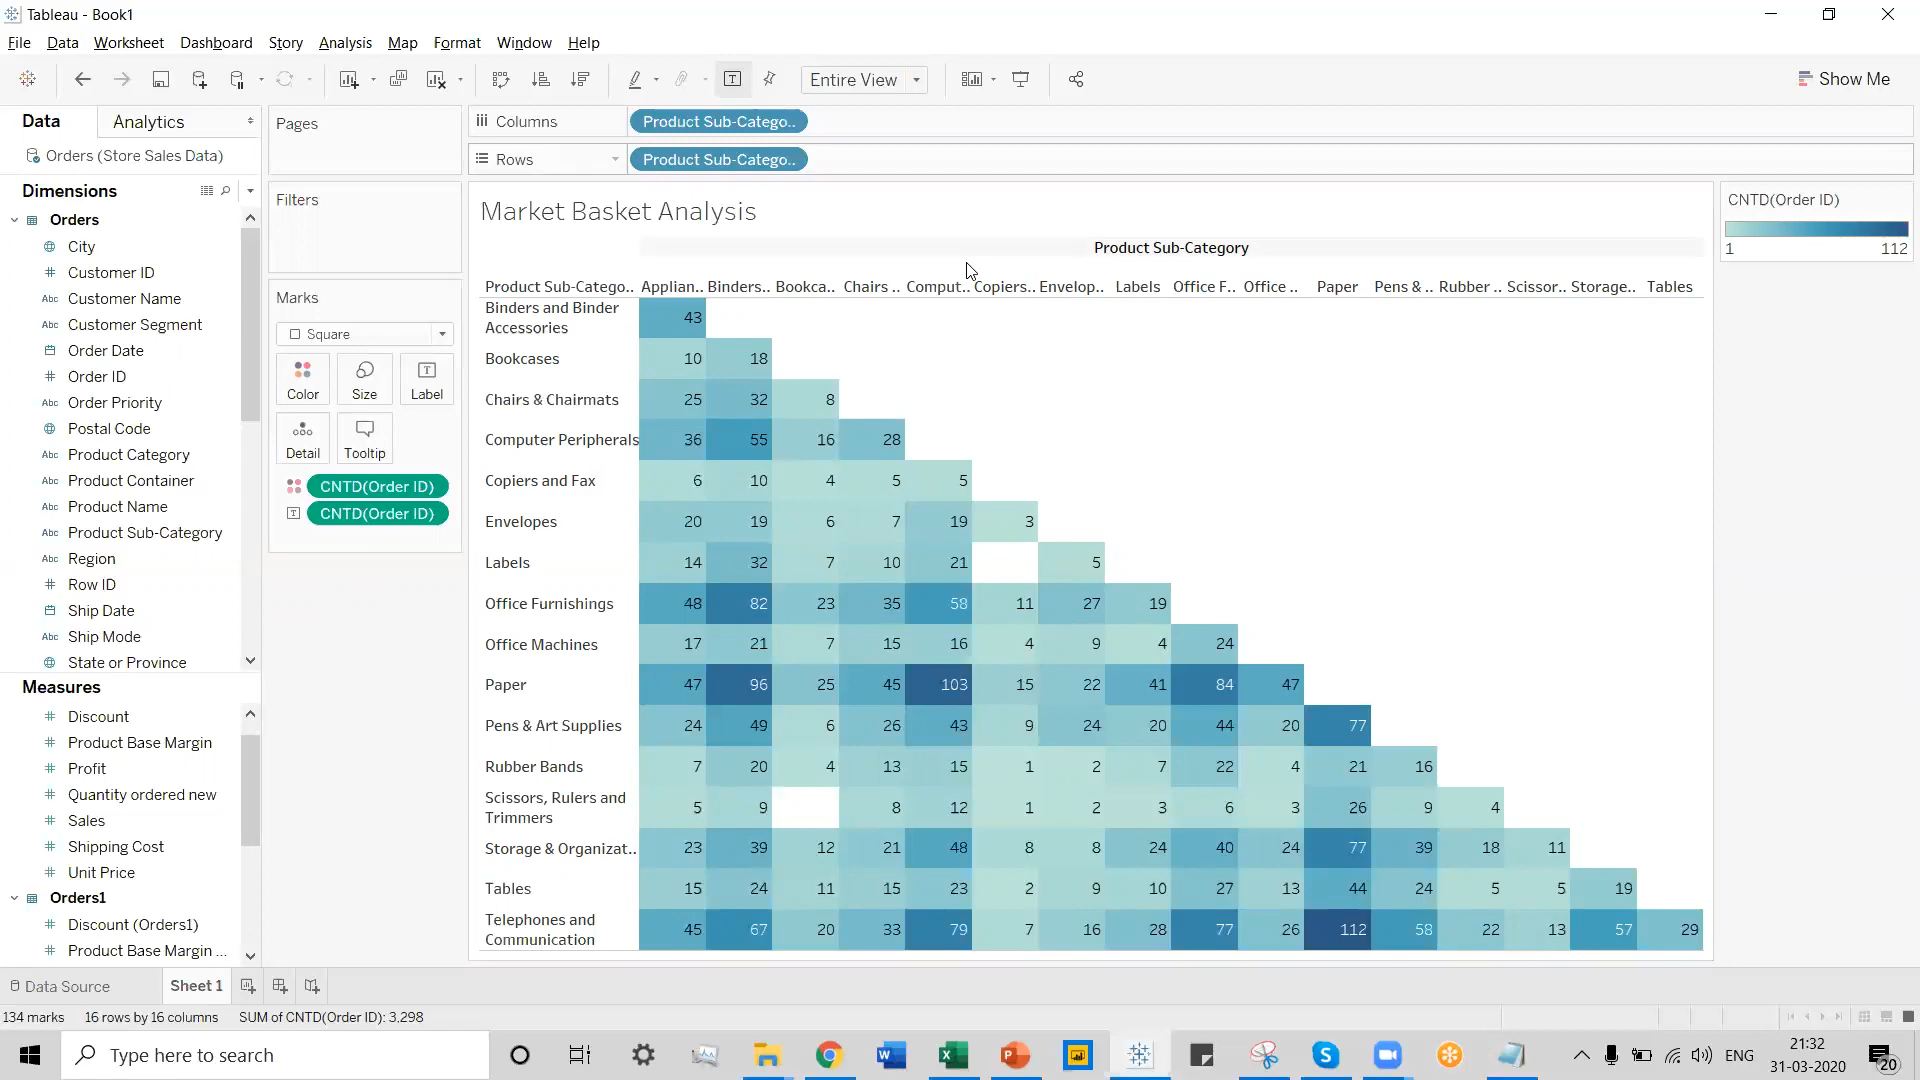 Tableau - Book1
File Data Worksheet Dashboard Story Analysis Map Format Window Help
Entire View
Show Me
Data
Analytics
Orders (Store Sales Data)
Dimensions
Orders
City
Customer ID
Abc Customer Name
Abc Customer Segment
Order Date
Order ID
Abc Order Priority
Postal Code
Abc Product Category
Abc Product Container
Abc Product Name
Abc Product Sub-Category
Abc Region
Row ID
Ship Date
Abc Ship Mode
State or Province
Measures
Discount
Product Base Margin
Profit
Quantity ordered new
Sales
Shipping Cost
Unit Price
Orders1
Discount (Orders1)
Product Base Margin ...
Pages
Filters
Marks
Square
Color Size Label
Detail Tooltip
CNTD(Order ID)
CNTD(Order ID)
Columns Product Sub-Catego..
Rows Product Sub-Catego..
Market Basket Analysis
Product Sub-Category
Product Sub-Catego.. Applian.. Binders.. Bookca.. Chairs .. Comput.. Copiers.. Envelop.. Labels Office F.. Office .. Paper Pens & .. Rubber .. Scissor.. Storage.. Tables
Binders and Binder
Accessories 43
Bookcases 10 18
Chairs & Chairmats 25 32 8
Computer Peripherals 36 55 16 28
Copiers and Fax 6 10 4 5 5
Envelopes 20 19 6 7 19 3
Labels 14 32 7 10 21 5
Office Furnishings 48 82 23 35 58 11 27 19
Office Machines 17 21 7 15 16 4 9 4 24
Paper 47 96 25 45 103 15 22 41 84 47
Pens & Art Supplies 24 49 6 26 43 9 24 20 44 20 77
Rubber Bands 7 20 4 13 15 1 2 7 22 4 21 16
Scissors, Rulers and
Trimmers 5 9 8 12 1 2 3 6 3 26 9 4
Storage & Organizat.. 23 39 12 21 48 8 8 24 40 24 77 39 18 11
Tables 15 24 11 15 23 2 9 10 27 13 44 24 5 5 19
Telephones and
Communication 45 67 20 33 79 7 16 28 77 26 112 58 22 13 57 29
CNTD(Order ID)
1 112
Data Source
Sheet 1
134 marks 16 rows by 16 columns SUM of CNTD(Order ID): 3,298
Type here to search
ENG
21:32
31-03-2020
20